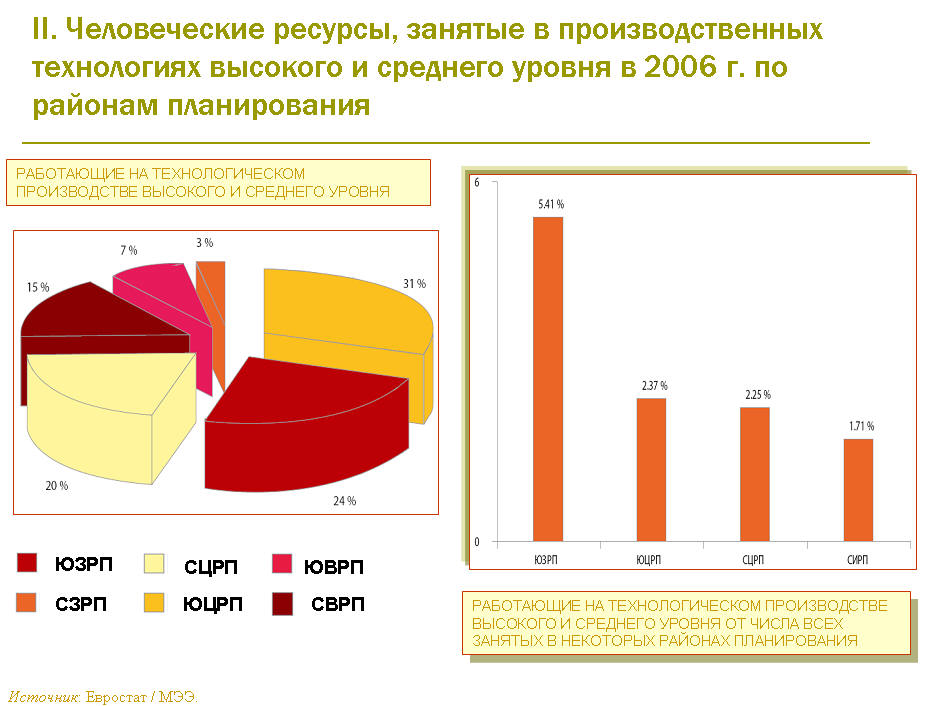 II. Человеческие ресурсы, занятые в производственных
технологиях высокого и среднего уровня в 2006 г. по
районам планирования
РАБОТАЮЩИЕ НА ТЕХНОЛОГИЧЕСКОМ
ПРОИЗВОДСТВЕ ВЫСОКОГО И СРЕДНЕГО УРОВНЯ
3 %
7 %
15 %
31 %
20 %
24 %
ЮЗРП
СЦРП
ЮВРП
СЗРП
ЮЦРП
СВРП
6
5.41 %
2.37 %
2.25 %
1.71 %
0
ЮЗРП
ЮЦРП
СЦРП
СИРП
РАБОТАЮЩИЕ НА ТЕХНОЛОГИЧЕСКОМ ПРОИЗВОДСТВЕ
ВЫСОКОГО И СРЕДНЕГО УРОВНЯ ОТ ЧИСЛА ВСЕХ
ЗАНЯТЫХ В НЕКОТОРЫХ РАЙОНАХ ПЛАНИРОВАНИЯ
Источник: Евростат / МЭЭ.